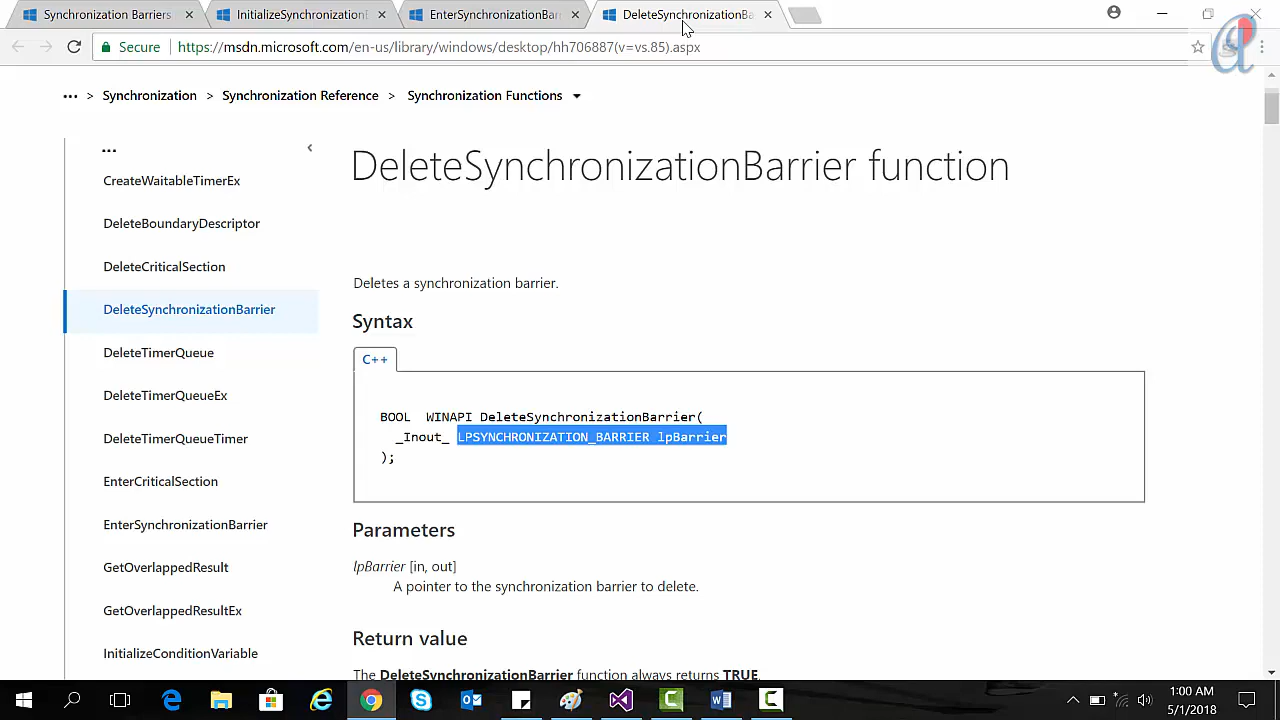 Synchronization Barriers
InitializeSynchronization
EnterSynchronizationBar
DeleteSynchronizationBa
Secure
https://msdn.microsoft.com/en-us/library/windows/desktop/hh706887(v=vs.85).aspx
... > Synchronization > Synchronization Reference > Synchronization Functions
...
CreateWaitableTimerEx
DeleteBoundaryDescriptor
DeleteCriticalSection
DeleteSynchronizationBarrier
DeleteTimerQueue
DeleteTimerQueueEx
DeleteTimerQueueTimer
EnterCriticalSection
EnterSynchronizationBarrier
GetOverlappedResult
GetOverlappedResultEx
InitializeConditionVariable
DeleteSynchronizationBarrier function
Deletes a synchronization barrier.
Syntax
C++
BOOL WINAPI DeleteSynchronizationBarrier(
_Inout_ LPSYNCHRONIZATION_BARRIER lpBarrier
);
Parameters
lpBarrier [in, out]
A pointer to the synchronization barrier to delete.
Return value
The DeleteSynchronizationBarrier function always returns TRUE.
1:00 AM
5/1/2018